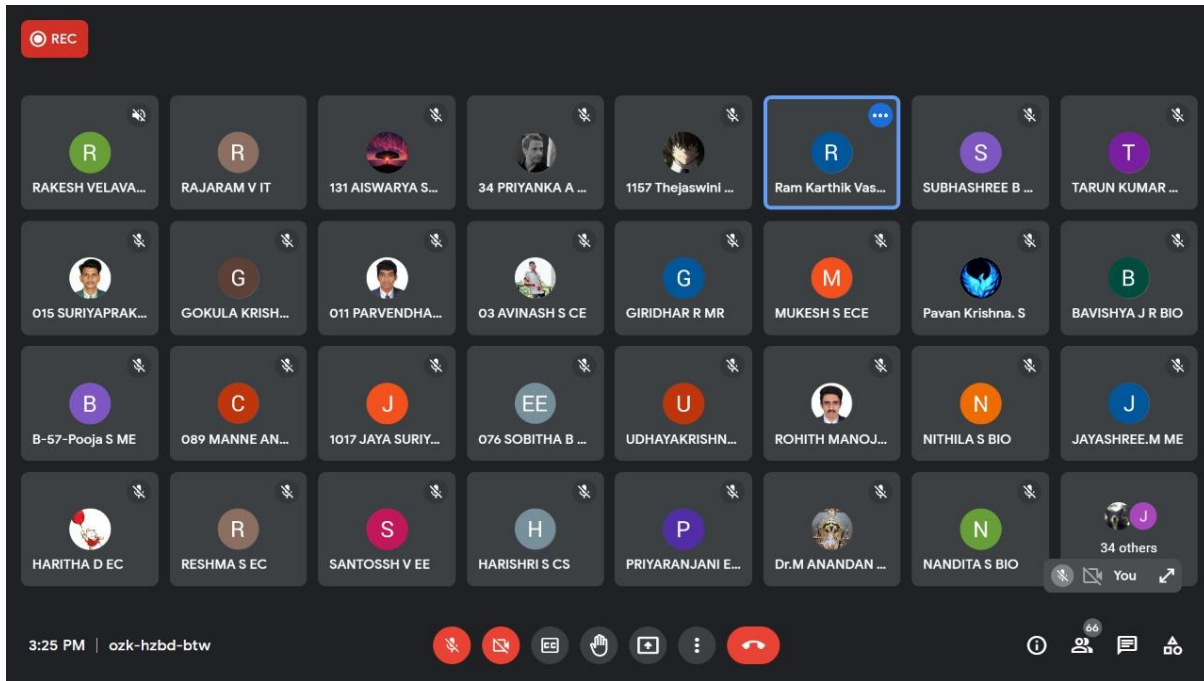 REC
R
R
R
S
T
RAKESH VELAVA...
RAJARAM V IT
131 AISWARYA S...
34 PRIYANKA A ...
1157 Thejaswini ...
Ram Karthik Vas...
SUBHASHREE B ...
TARUN KUMAR ...
G
G
M
B
015 SURIYAPRAK...
GOKULA KRISH...
011 PARVENDHA...
03 AVINASH S CE
GIRIDHAR R MR
MUKESH S ECE
Pavan Krishna. S
BAVISHYA J R BIO
B
C
J
EE
U
N
J
B-57-Pooja S ME
089 MANNE AN...
1017 JAYA SURIY...
076 SOBITHA B ...
UDHAYAKRISHN...
ROHITH MANOJ...
NITHILA S BIO
JAYASHREE.M ME
R
S
H
P
N
J
34 others
HARITHA D EC
RESHMA S EC
SANTOSSH V EE
HARISHRI S CS
PRIYARANJANI E...
Dr.M ANANDAN ...
NANDITA S BIO
You
3:25 PM | ozk-hzbd-btw
CC
66